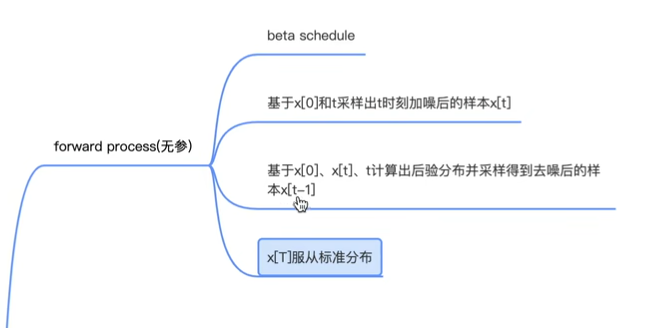 beta schedule
基于x[0]和t采样出t时刻加噪后的样本x[t]
forward process(无参)
基于x[0]、x[t]、t计算出后验分布并采样得到去噪后的样
本x[t-1]
x[T]服从标准分布